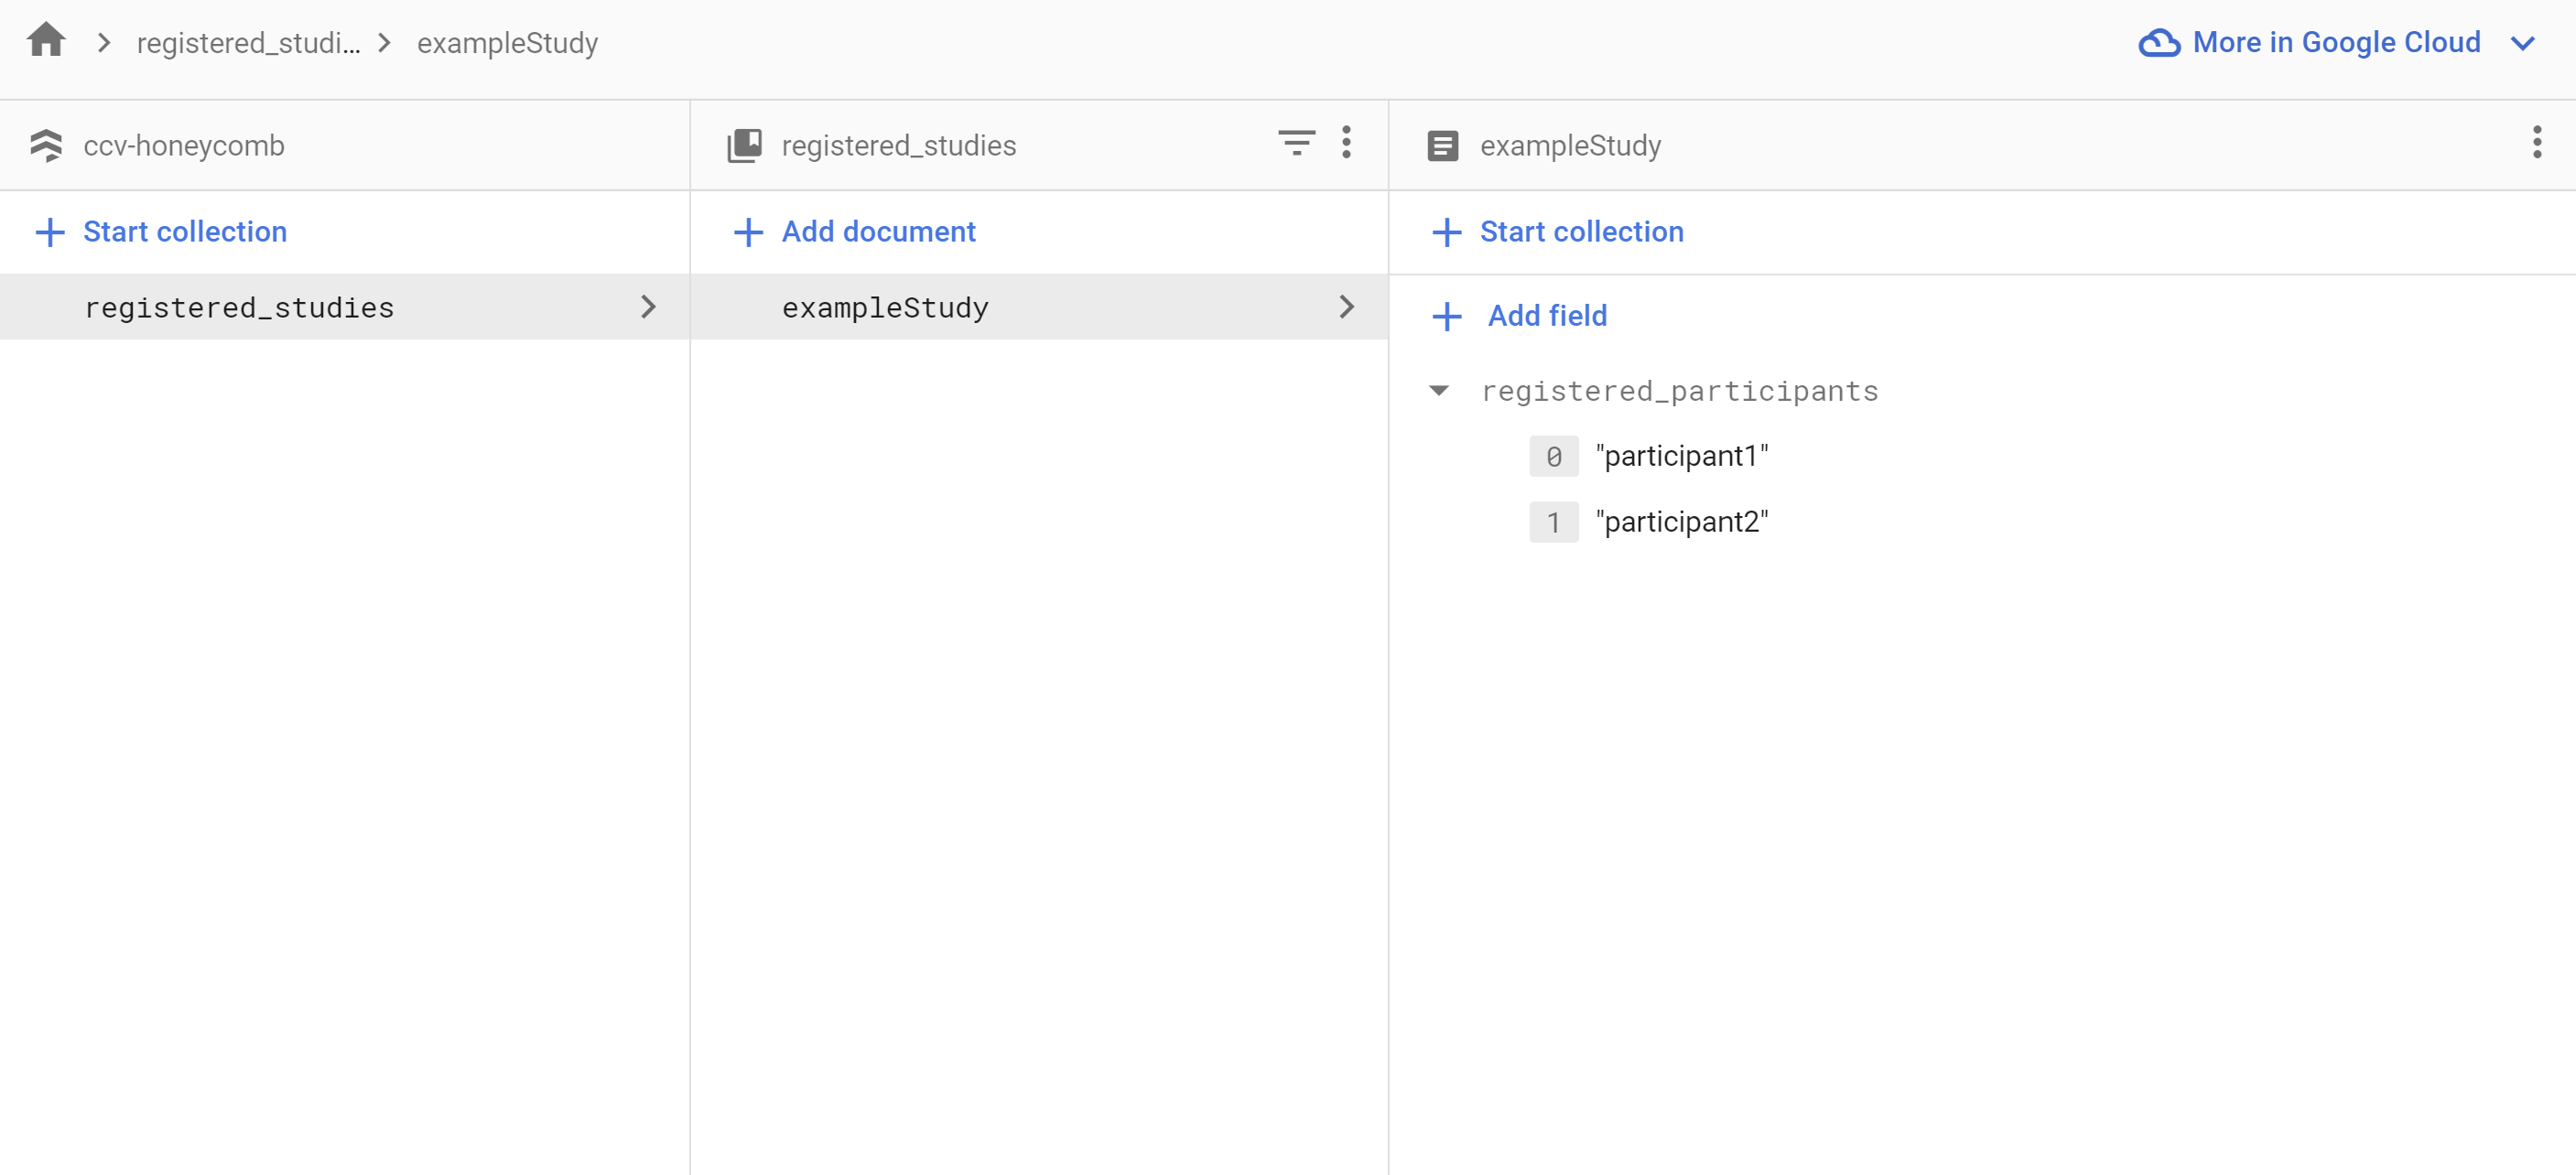 registered_studi... exampleStudy More in Google Cloud
ccv-honeycomb registered_studies exampleStudy
Start collection Add document Start collection
registered_studies exampleStudy
Add field
registered_participants
0 "participant1"
1 "participant2"